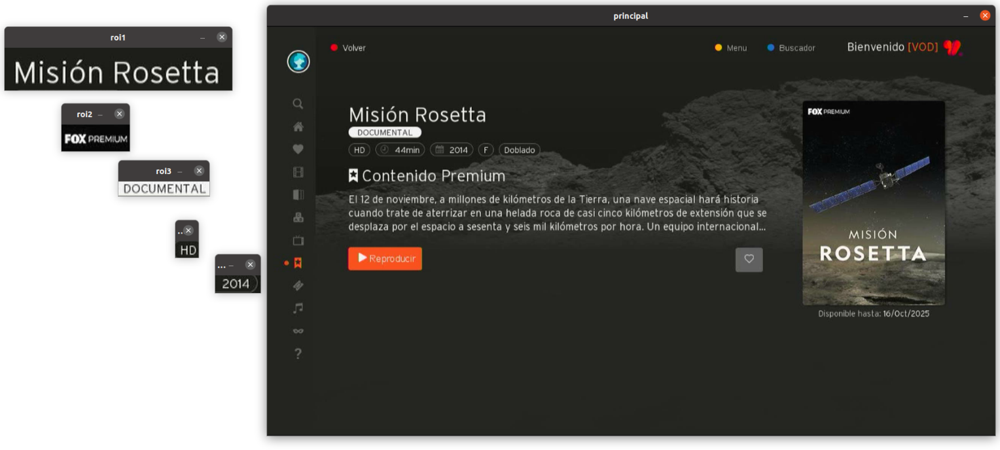 roi1
Misión Rosetta
roi2
FOX PREMIUM
roi3
DOCUMENTAL
..
HD
...
2014
principal
Volver
Menu
Buscador
Bienvenido [VOD]
Misión Rosetta
DOCUMENTAL
HD 44min 2014 F Doblado
Contenido Premium
El 12 de noviembre, a millones de kilómetros de la Tierra, una nave espacial hará historia
cuando trate de aterrizar en una helada roca de casi cinco kilómetros de extensión que se
desplaza por el espacio a sesenta y seis mil kilómetros por hora. Un equipo internacional...
Reproducir
FOX PREMIUM
MISIÓN
ROSETTA
Disponible hasta: 16/Oct/2025
?